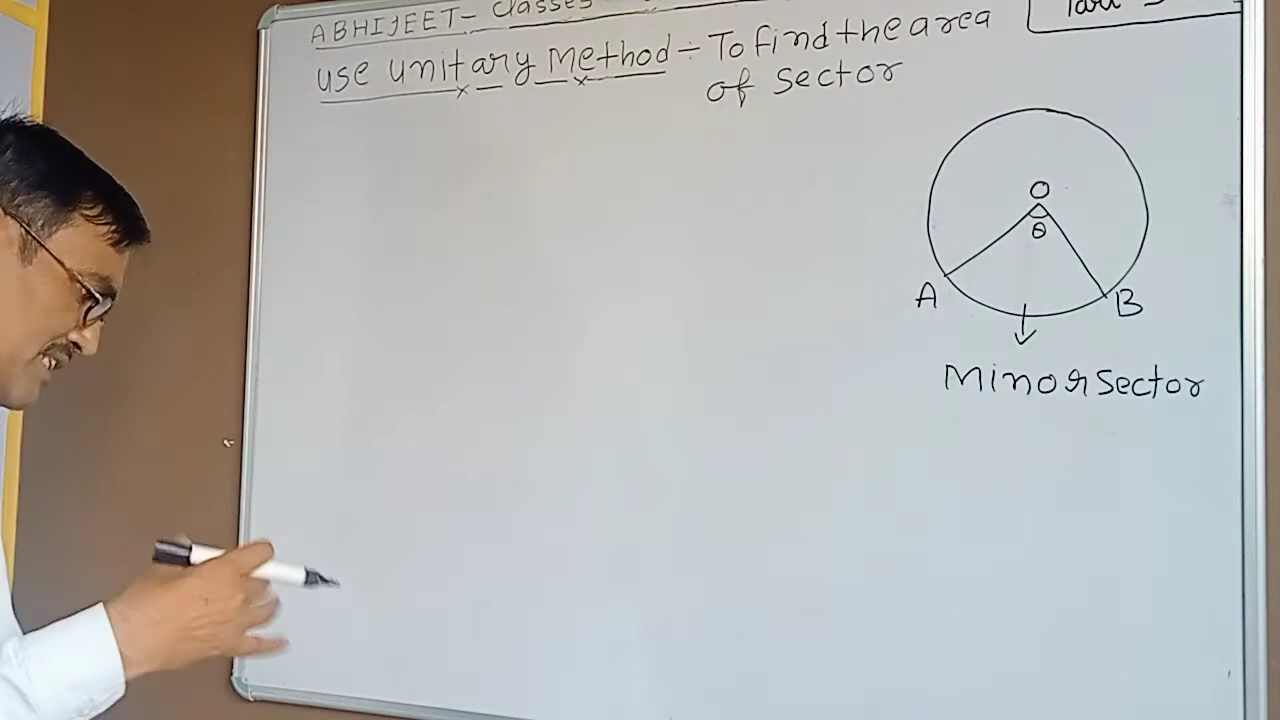 ABHIJEET- Classes
use unitary Method ÷ To find the area
of sector
O
θ
A
B
Minor Sector